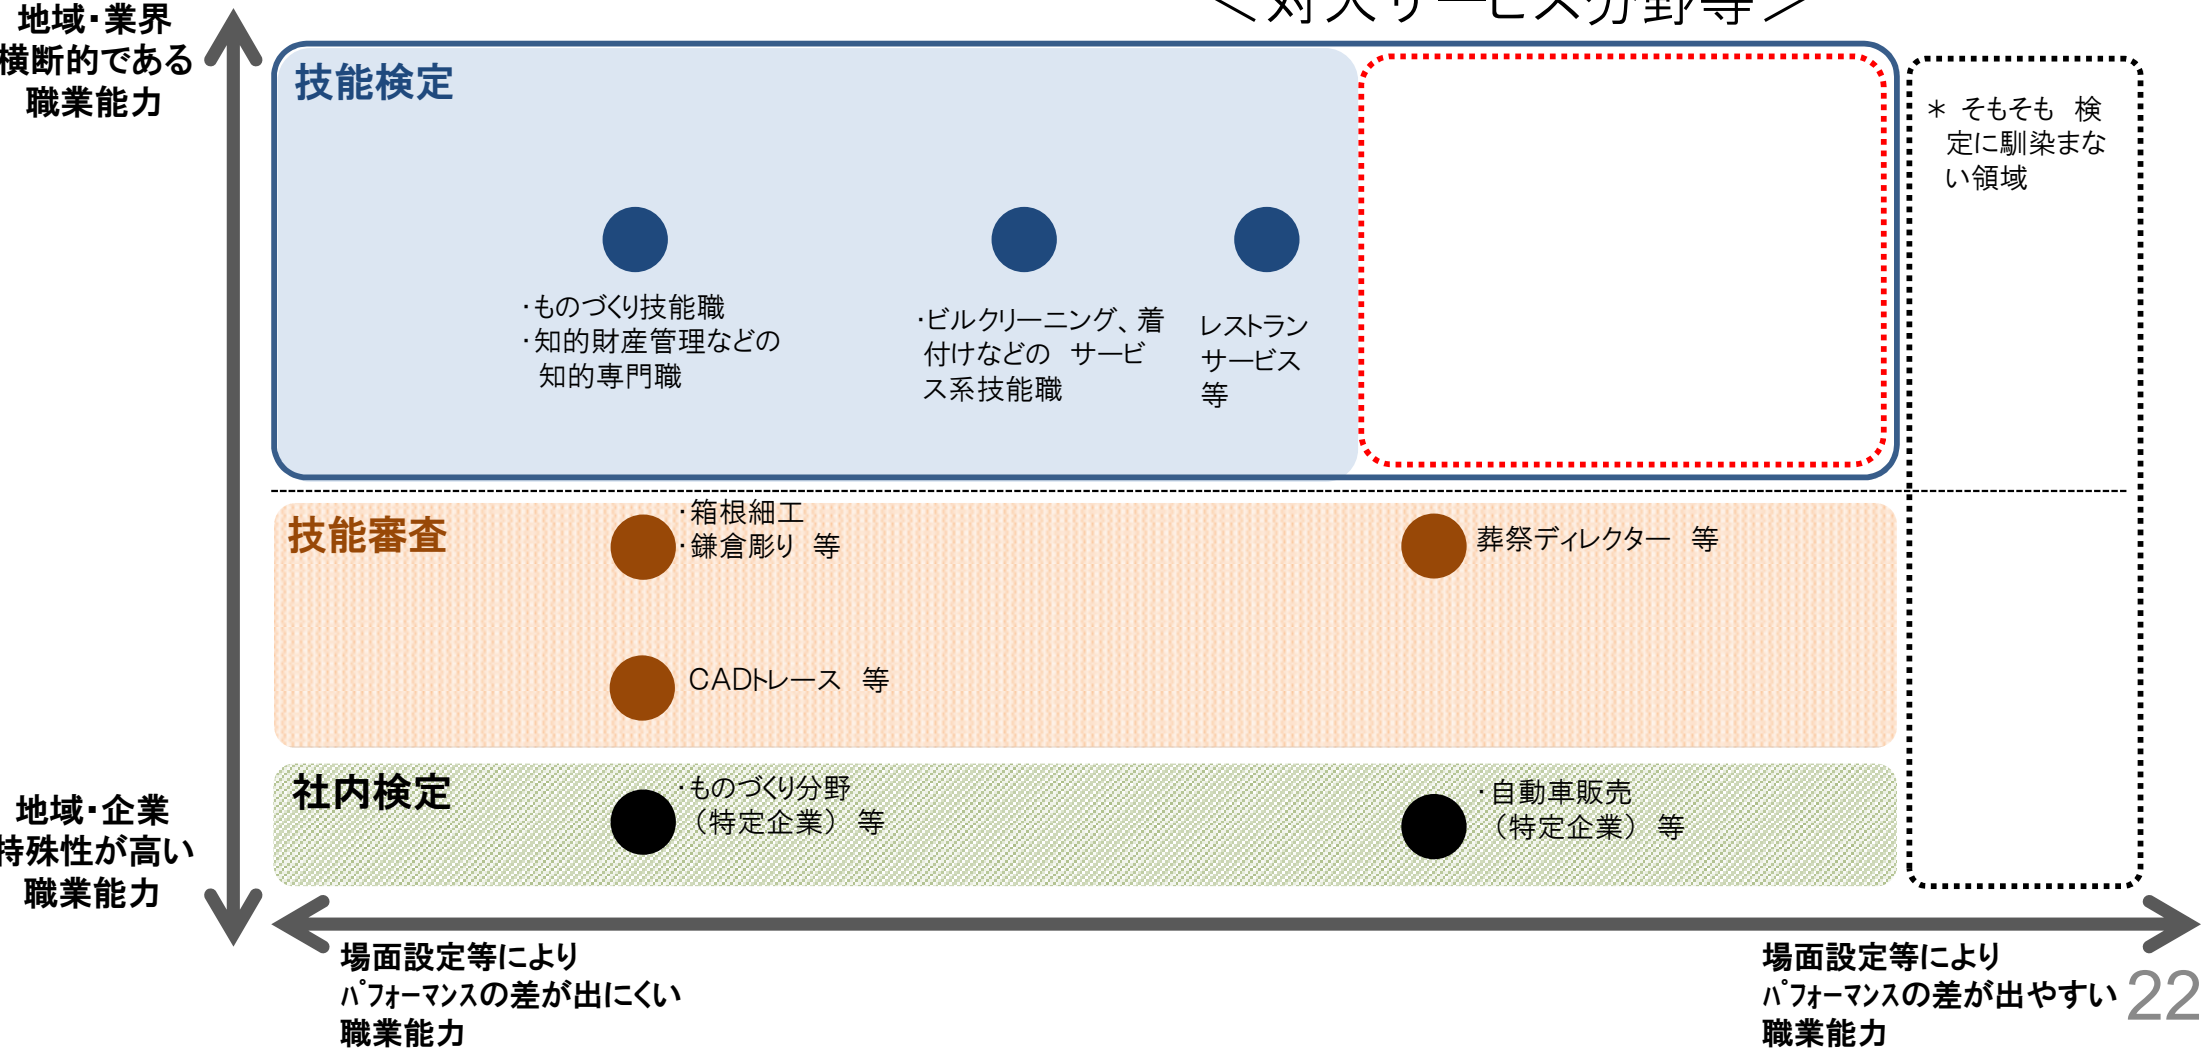 ＜対人サービス分野等＞
地域・業界
横断的である
職業能力
技能検定
＊ そもそも 検
定に馴染まな
い領域
・ものづくり技能職
・知的財産管理などの
知的専門職
・ビルクリーニング、着
付けなどの サービ
ス系技能職
レストラン
サービス
等
技能審査
・箱根細工
・鎌倉彫り 等
葬祭ディレクター 等
CADトレース 等
社内検定
・ものづくり分野
（特定企業） 等
・自動車販売
（特定企業） 等
地域・企業
特殊性が高い
職業能力
場面設定等により
ﾊﾟﾌｫｰﾏﾝｽの差が出にくい
職業能力
場面設定等により
ﾊﾟﾌｫｰﾏﾝｽの差が出やすい
職業能力
22